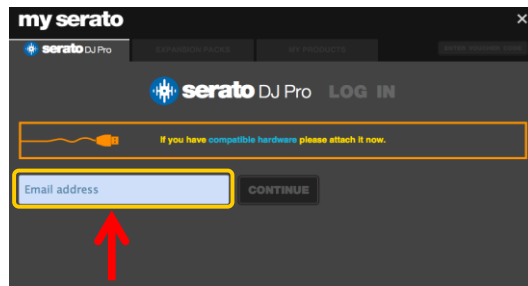 my serato
serato DJ Pro
EXPANSION PACKS
MY PRODUCTS
serato DJ Pro LOG IN
If you have compatible hardware please attach it now.
Email address
CONTINUE